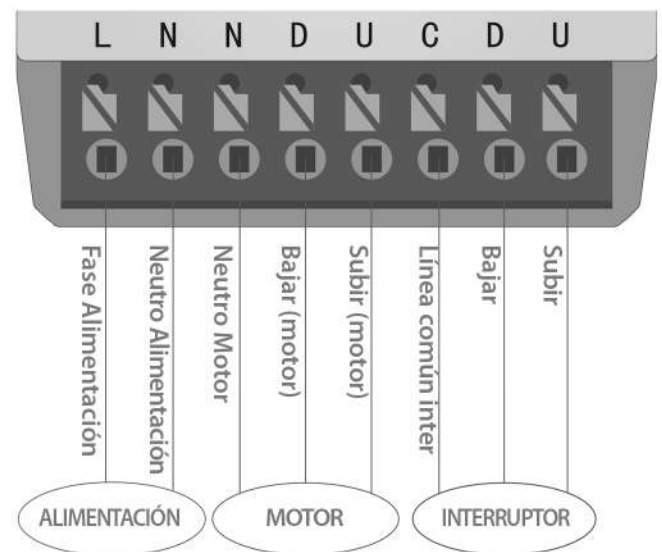 L N N D U C D U
Fase Alimentación
Neutro Alimentación
Neutro Motor
Bajar (motor)
Subir (motor)
Línea común inter
Bajar
Subir
ALIMENTACIÓN
MOTOR
INTERRUPTOR